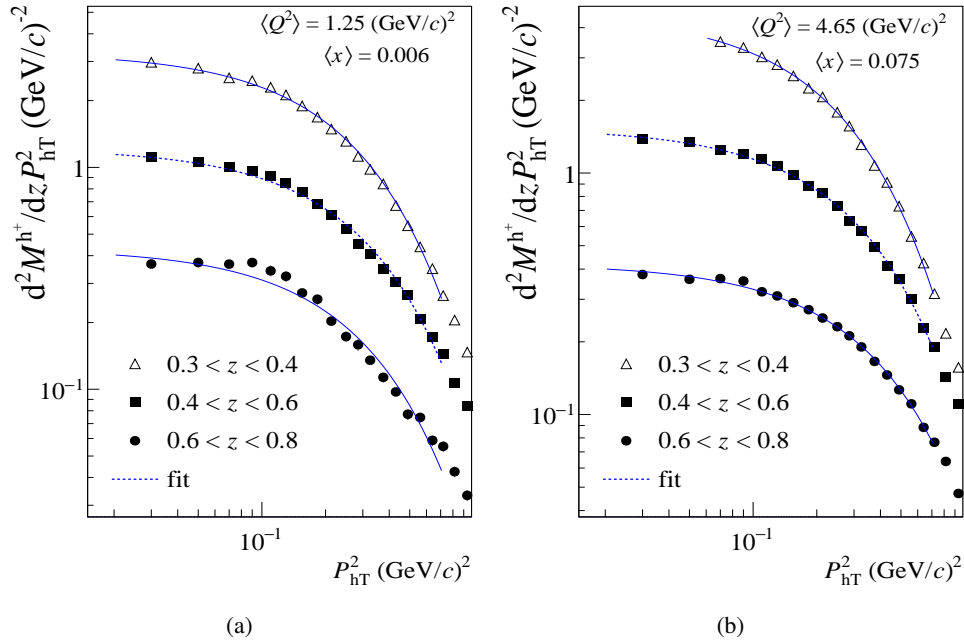 ⟨Q²⟩ = 1.25 (GeV/c)²
⟨x⟩ = 0.006
d²M^{h⁺}/dzP²_{hT} (GeV/c)⁻²
1
10⁻¹
0.3 < z < 0.4
0.4 < z < 0.6
0.6 < z < 0.8
fit
10⁻¹
P²_{hT} (GeV/c)²
(a)
⟨Q²⟩ = 4.65 (GeV/c)²
⟨x⟩ = 0.075
d²M^{h⁺}/dzP²_{hT} (GeV/c)⁻²
1
10⁻¹
0.3 < z < 0.4
0.4 < z < 0.6
0.6 < z < 0.8
fit
10⁻¹
P²_{hT} (GeV/c)²
(b)